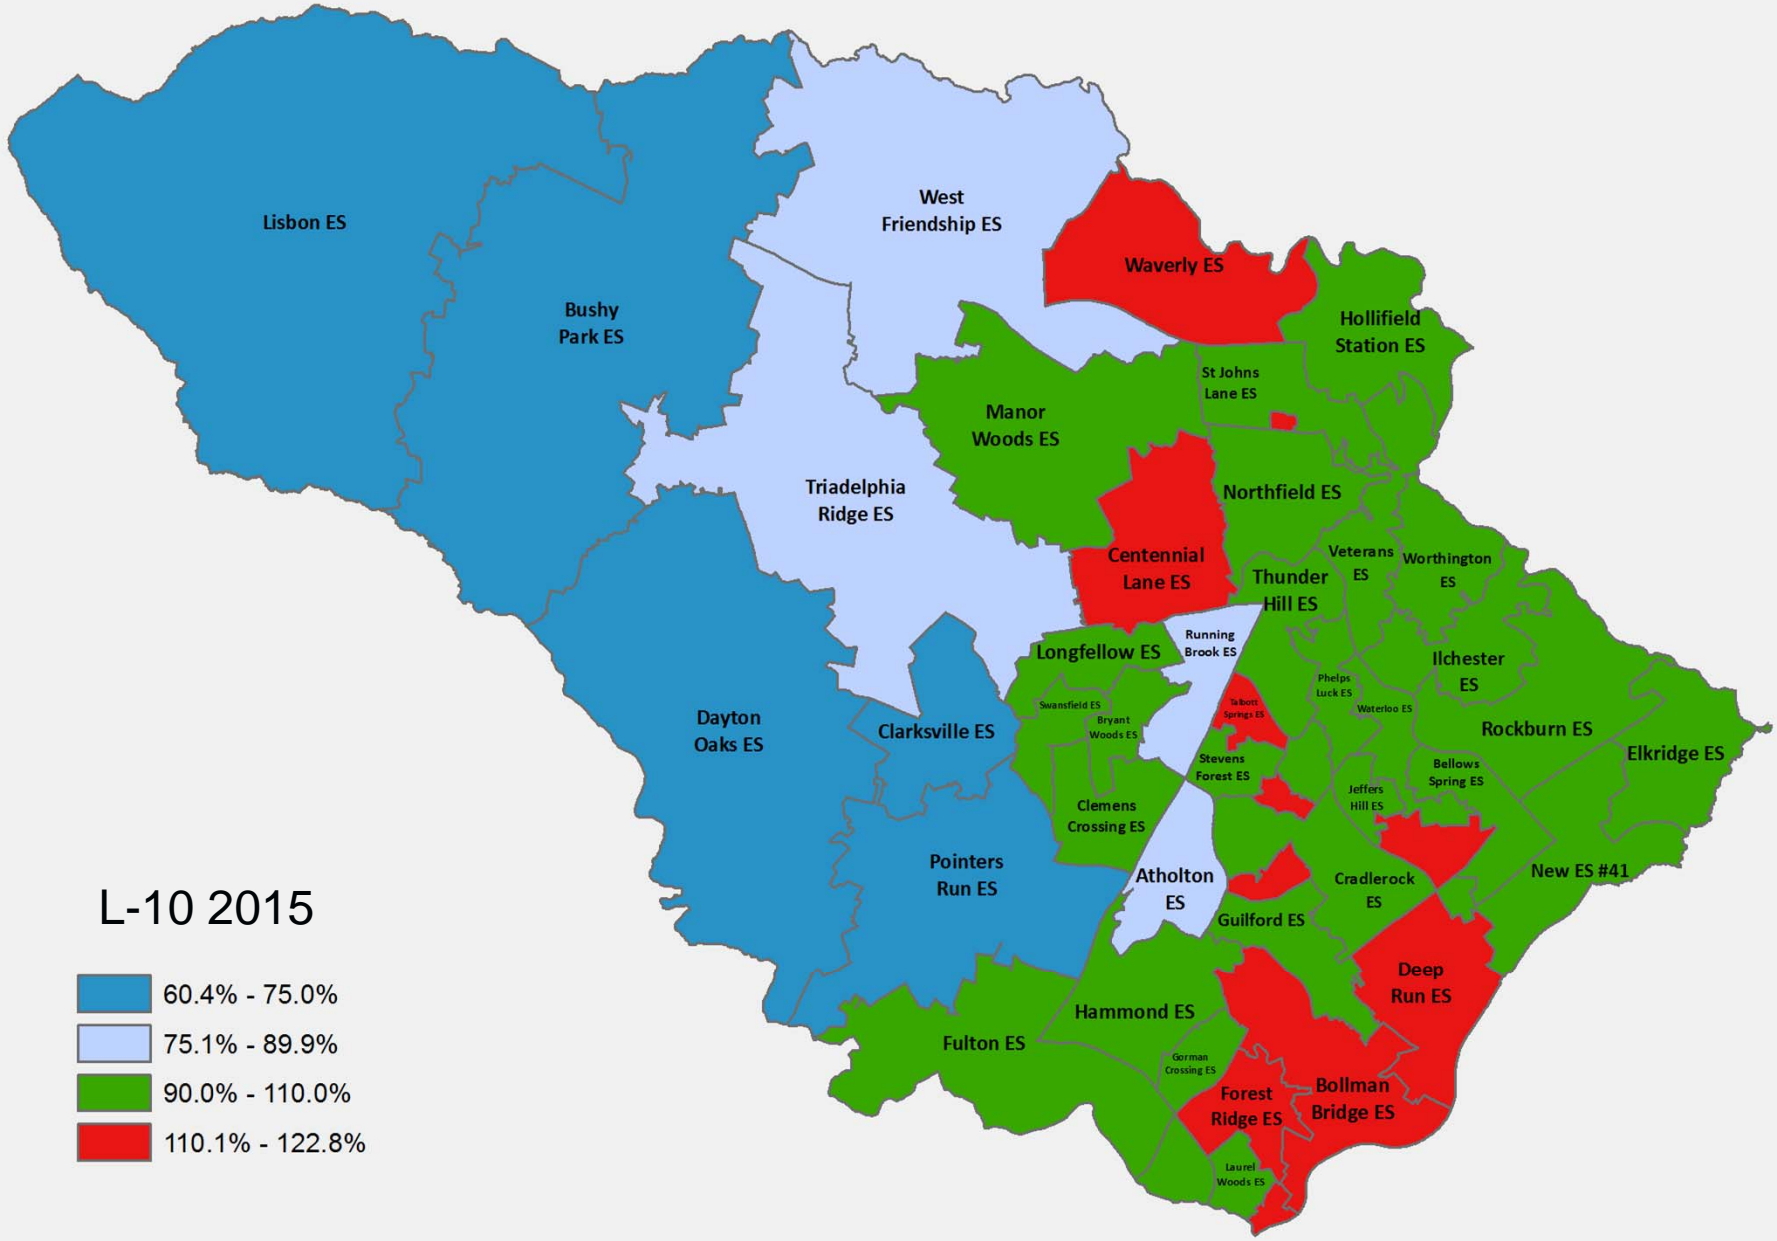 Lisbon ES
Bushy
Park ES
West
Friendship ES
Waverly ES
Hollifield
Station ES
St Johns
Lane ES
Manor
Woods ES
Triadelphia
Ridge ES
Northfield ES
Centennial
Lane ES
Veterans
ES
Worthington
ES
Thunder
Hill ES
Running
Brook ES
Longfellow ES
Ilchester
ES
Phelps
Luck ES
Swansfield ES
Talbott
Springs ES
Waterloo ES
Bryant
Woods ES
Dayton
Oaks ES
Clarksville ES
Rockburn ES
Elkridge ES
Stevens
Forest ES
Bellows
Spring ES
Jeffers
Hill ES
Clemens
Crossing ES
Pointers
Run ES
Atholton
ES
Cradlerock
ES
New ES #41
Guilford ES
Deep
Run ES
Hammond ES
Fulton ES
Gorman
Crossing ES
Forest
Ridge ES
Bollman
Bridge ES
Laurel
Woods ES
L-10 2015
60.4% - 75.0%
75.1% - 89.9%
90.0% - 110.0%
110.1% - 122.8%